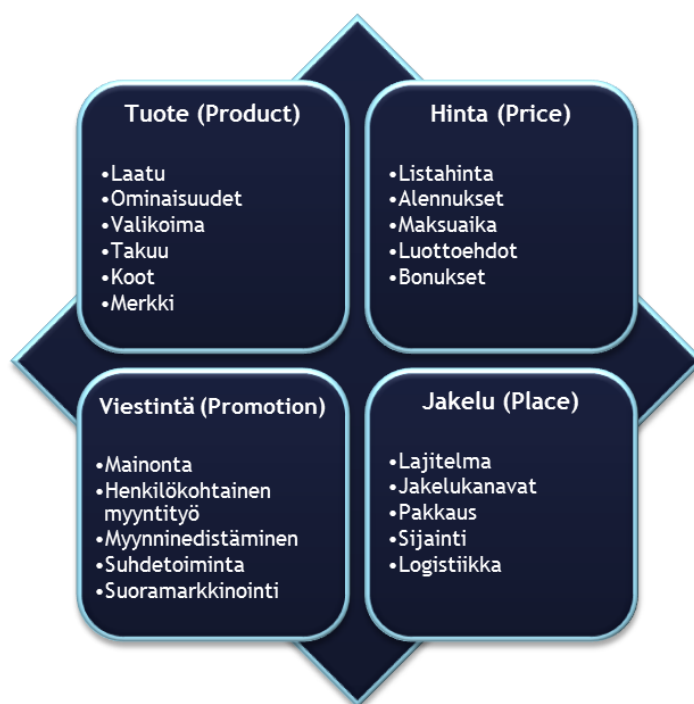 Tuote (Product)
•Laatu
•Ominaisuudet
•Valikoima
•Takuu
•Koot
•Merkki
Hinta (Price)
•Listahinta
•Alennukset
•Maksuaika
•Luottoehdot
•Bonukset
Viestintä (Promotion)
•Mainonta
•Henkilökohtainen
myyntityö
•Myynninedistäminen
•Suhdetoiminta
•Suoramarkkinointi
Jakelu (Place)
•Lajitelma
•Jakelukanavat
•Pakkaus
•Sijainti
•Logistiikka